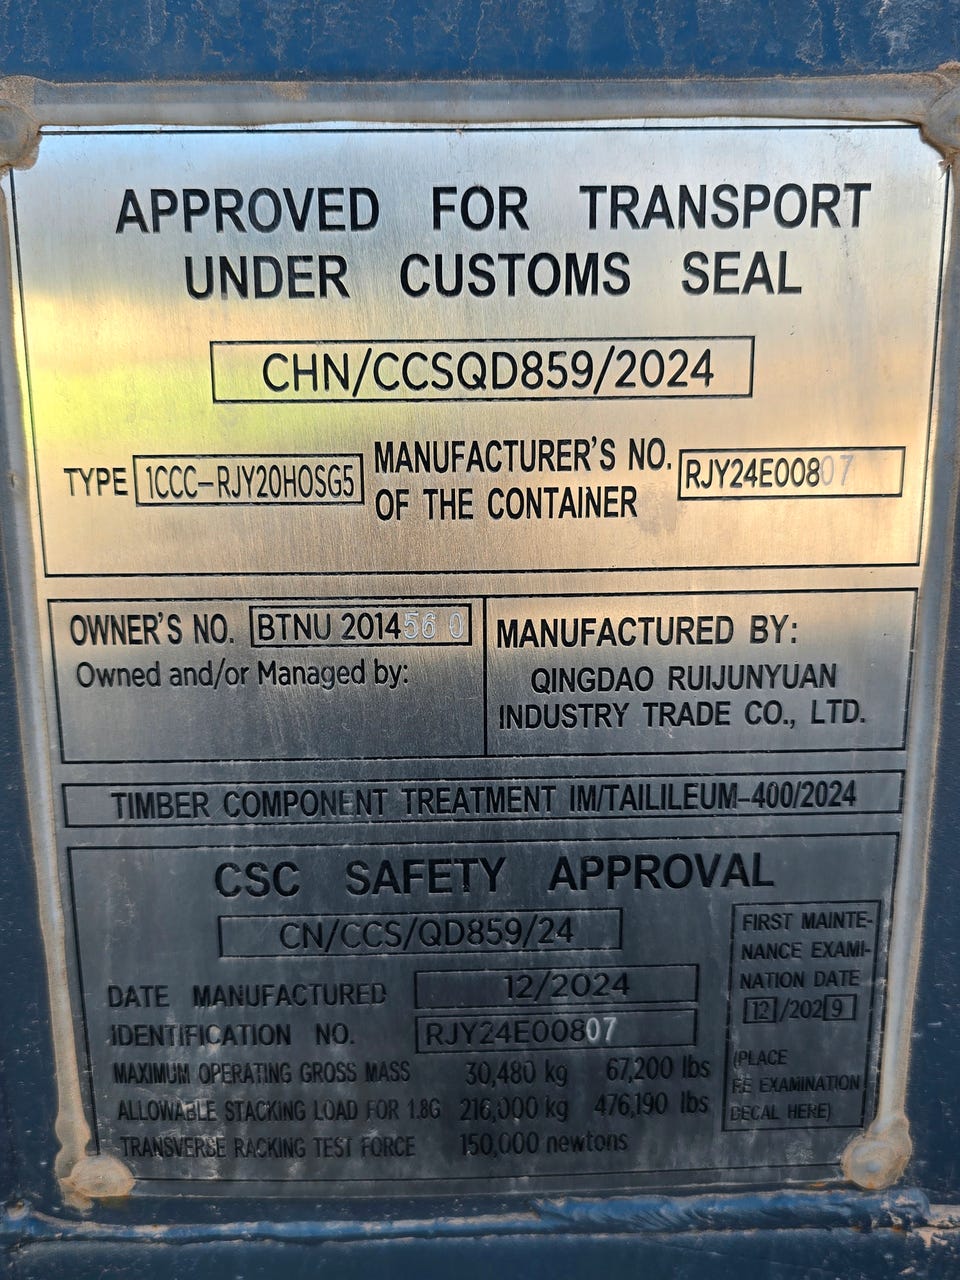 APPROVED FOR TRANSPORT
UNDER CUSTOMS SEAL
CHN/CCSQD859/2024
TYPE 1CCC-RJY20HOSG5 MANUFACTURER'S NO. OF THE CONTAINER RJY24E00807
OWNER'S NO. BTNU 2014560
Owned and/or Managed by:
MANUFACTURED BY:
QINGDAO RUIJUNYUAN
INDUSTRY TRADE CO., LTD.
TIMBER COMPONENT TREATMENT IM/TAILILEUM-400/2024
CSC SAFETY APPROVAL
CN/CCS/QD859/24
DATE MANUFACTURED 12/2024
IDENTIFICATION NO. RJY24E00807
MAXIMUM OPERATING GROSS MASS 30,480 kg 67,200 lbs
ALLOWABLE STACKING LOAD FOR 1.8G 216,000 kg 476,190 lbs
TRANSVERSE RACKING TEST FORCE 150,000 newtons
FIRST MAINTE-
NANCE EXAMI-
NATION DATE
12/2029
(PLACE
RE EXAMINATION
DECAL HERE)